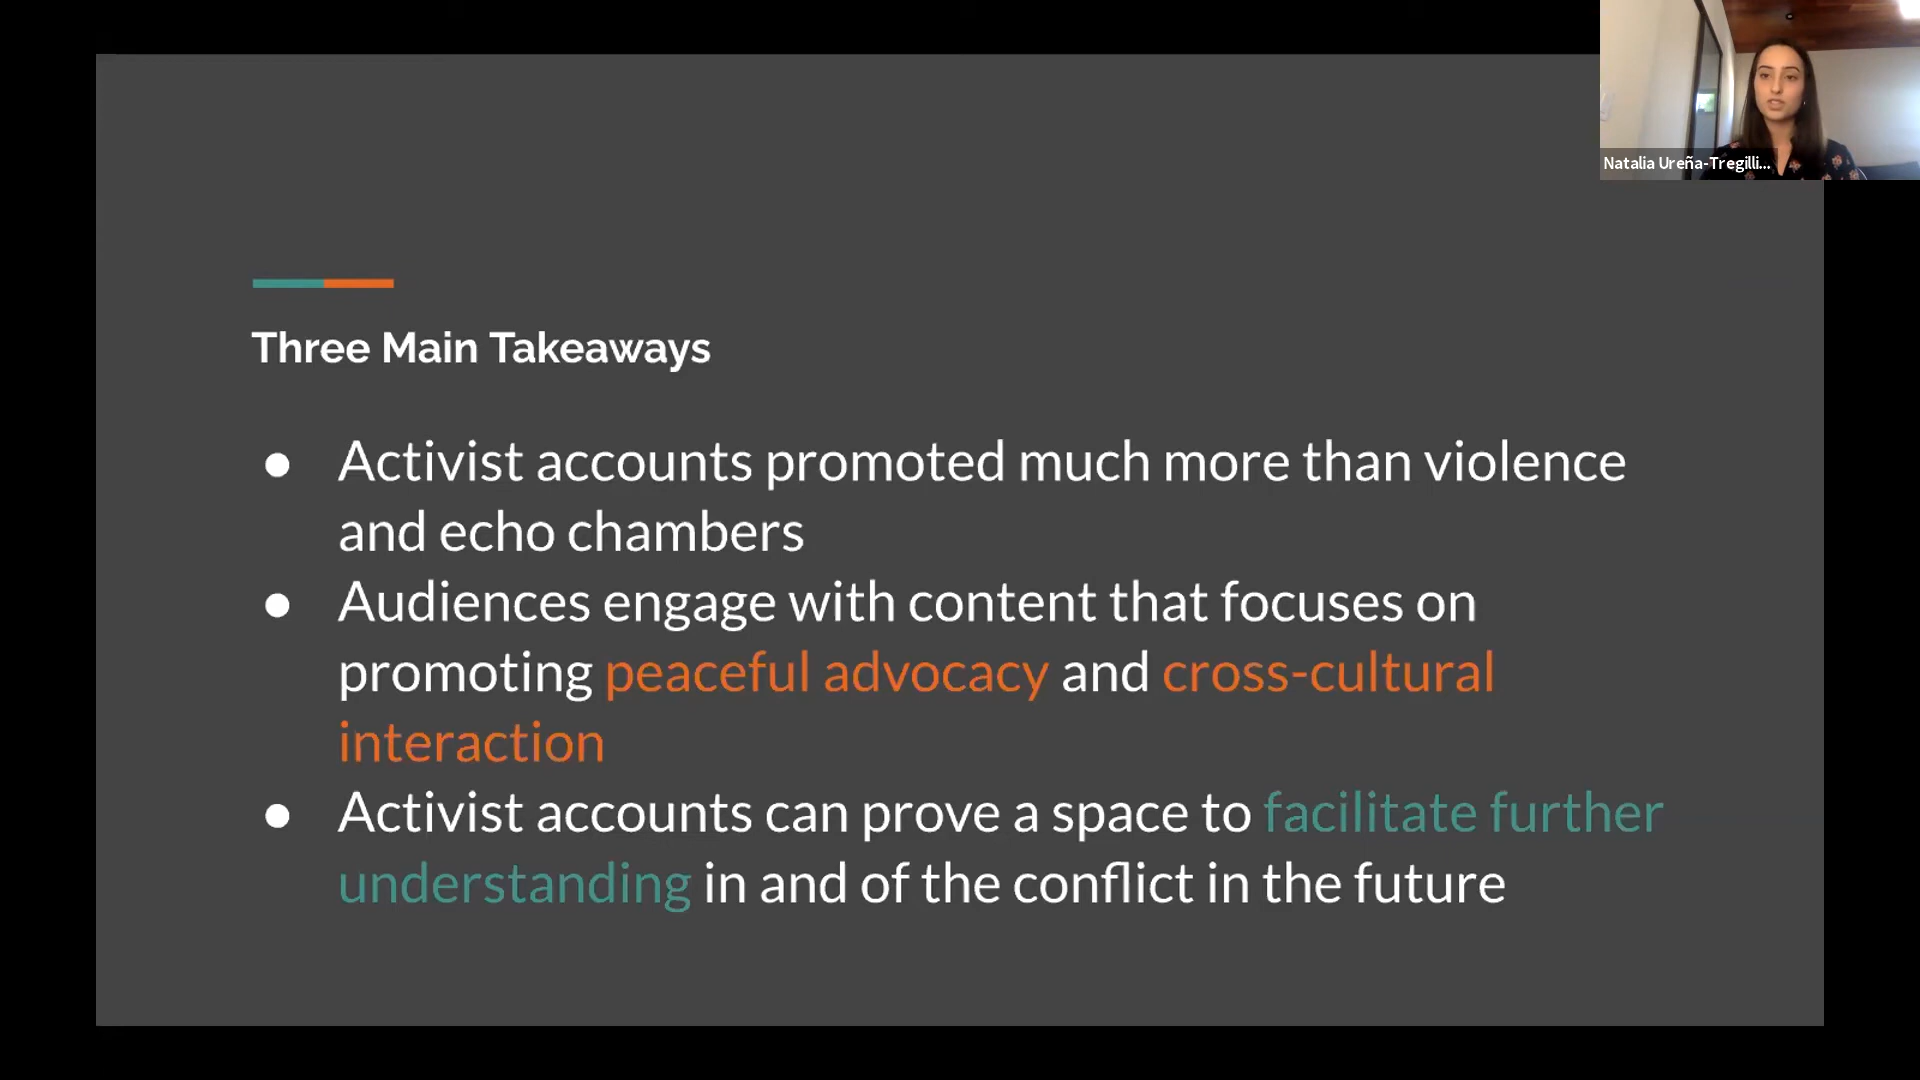 Natalia Ureña-Tregilli...
Three Main Takeaways
● Activist accounts promoted much more than violence
and echo chambers
● Audiences engage with content that focuses on
promoting peaceful advocacy and cross-cultural
interaction
● Activist accounts can prove a space to facilitate further
understanding in and of the conflict in the future